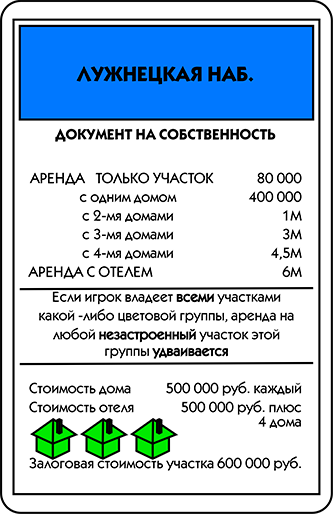 ЛУЖНЕЦКАЯ НАБ.
ДОКУМЕНТ НА СОБСТВЕННОСТЬ
АРЕНДА ТОЛЬКО УЧАСТОК 80 000
с одним домом 400 000
с 2-мя домами 1М
с 3-мя домами 3М
с 4-мя домами 4,5М
АРЕНДА С ОТЕЛЕМ 6М
Если игрок владеет всеми участками
какой -либо цветовой группы, аренда на
любой незастроенный участок этой
группы удваивается
Стоимость дома 500 000 руб. каждый
Стоимость отеля 500 000 руб. плюс
4 дома
Залоговая стоимость участка 600 000 руб.